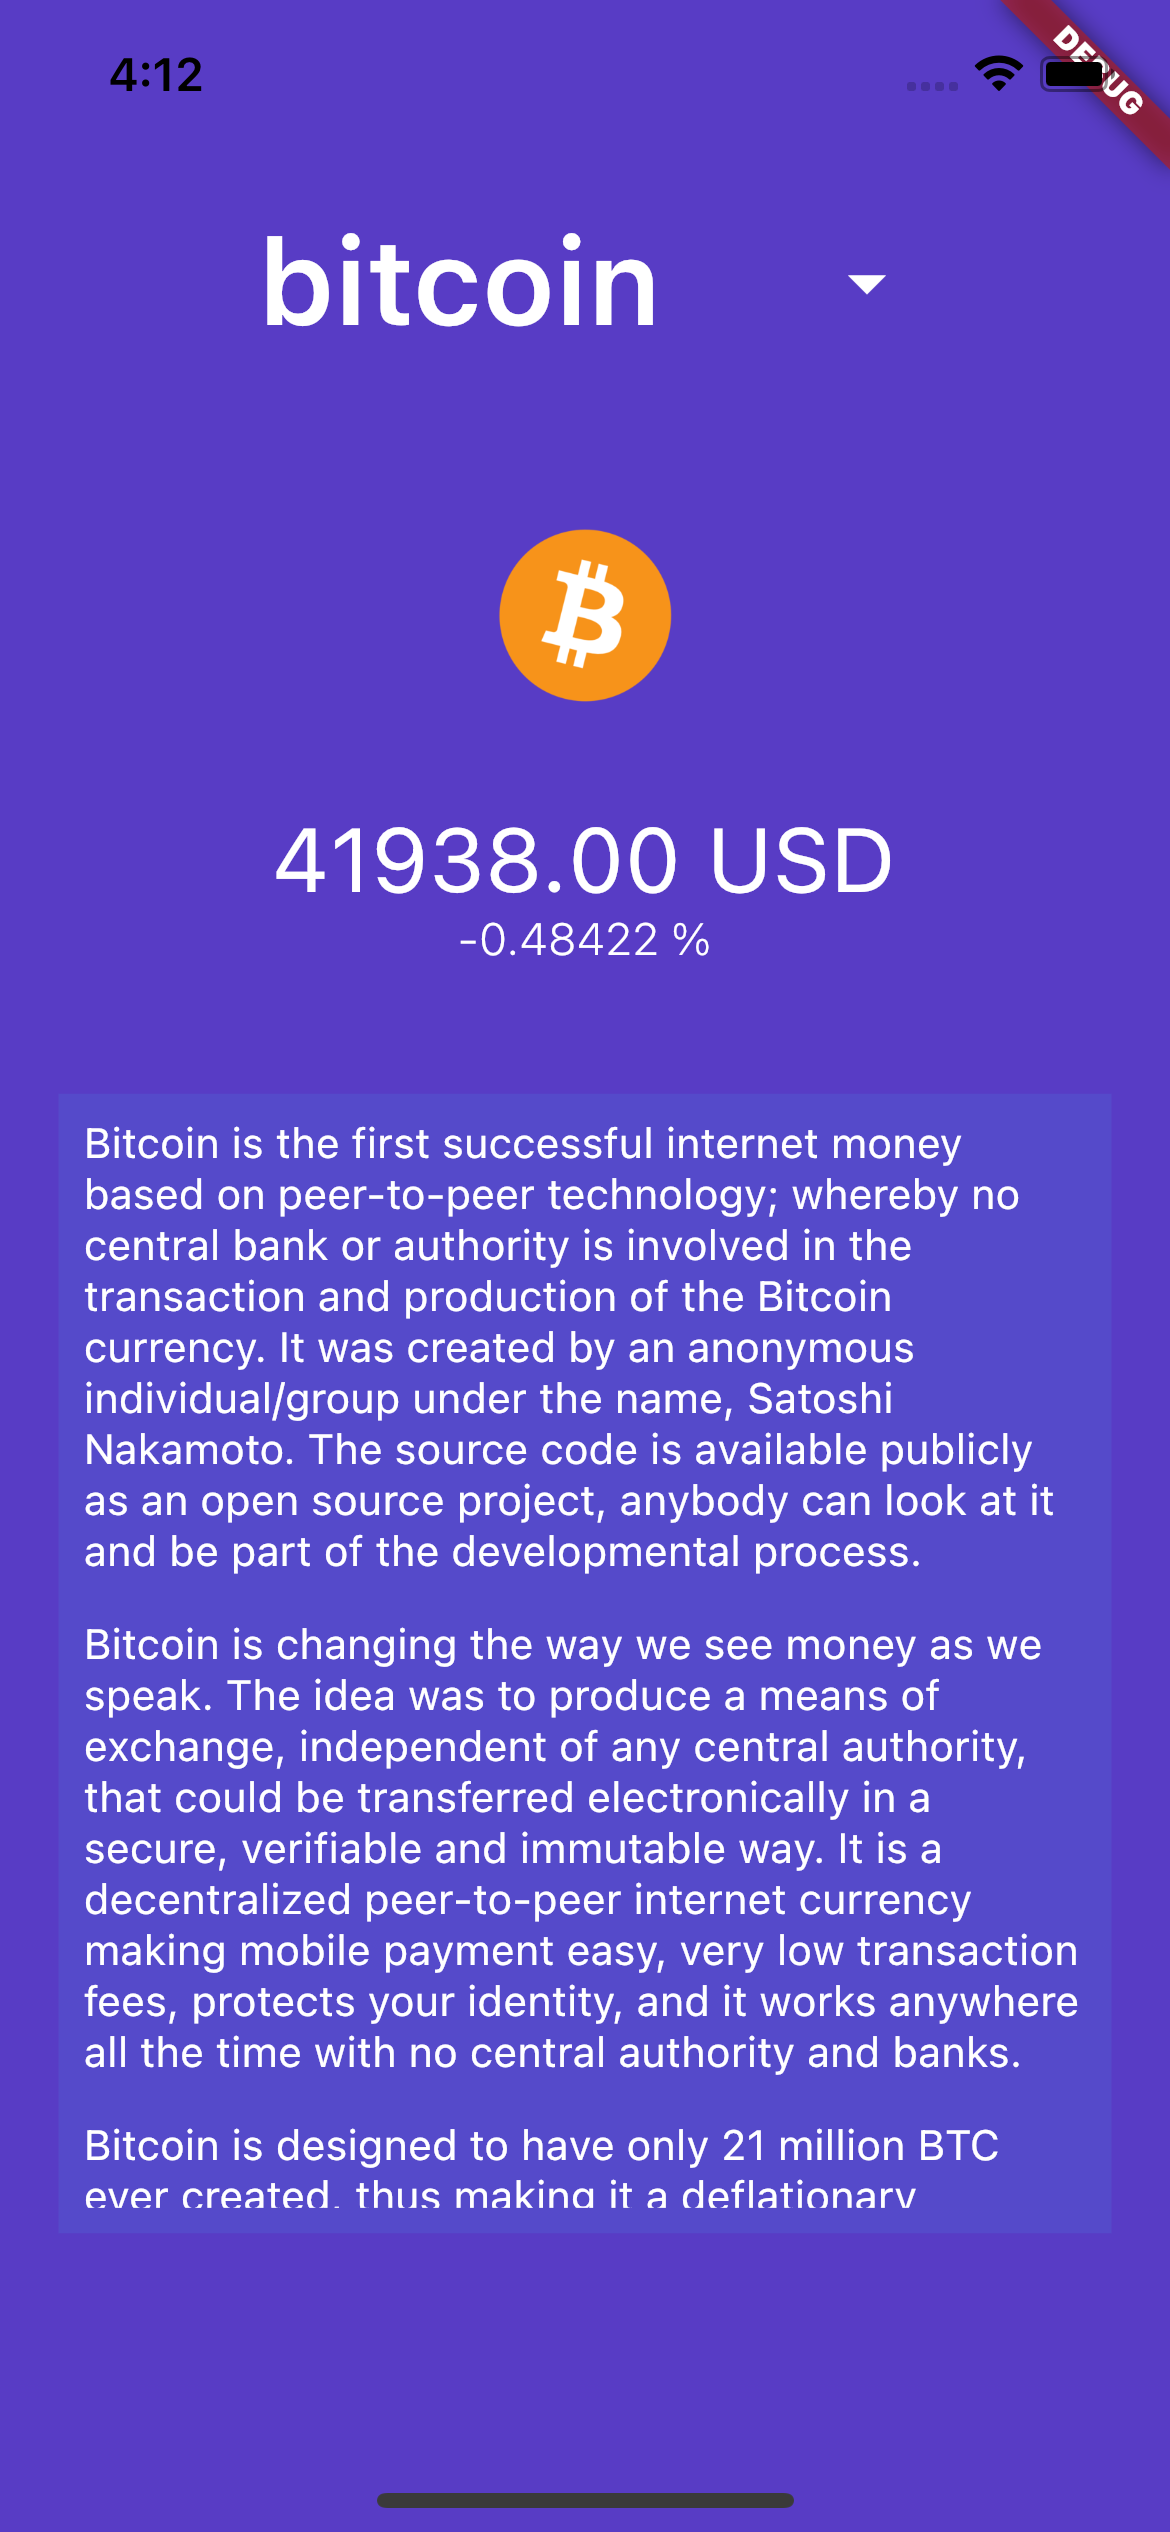 4:12
DEBUG
bitcoin
41938.00 USD
-0.48422 %
Bitcoin is the first successful internet money
based on peer-to-peer technology; whereby no
central bank or authority is involved in the
transaction and production of the Bitcoin
currency. It was created by an anonymous
individual/group under the name, Satoshi
Nakamoto. The source code is available publicly
as an open source project, anybody can look at it
and be part of the developmental process.
Bitcoin is changing the way we see money as we
speak. The idea was to produce a means of
exchange, independent of any central authority,
that could be transferred electronically in a
secure, verifiable and immutable way. It is a
decentralized peer-to-peer internet currency
making mobile payment easy, very low transaction
fees, protects your identity, and it works anywhere
all the time with no central authority and banks.
Bitcoin is designed to have only 21 million BTC
ever created, thus making it a deflationary